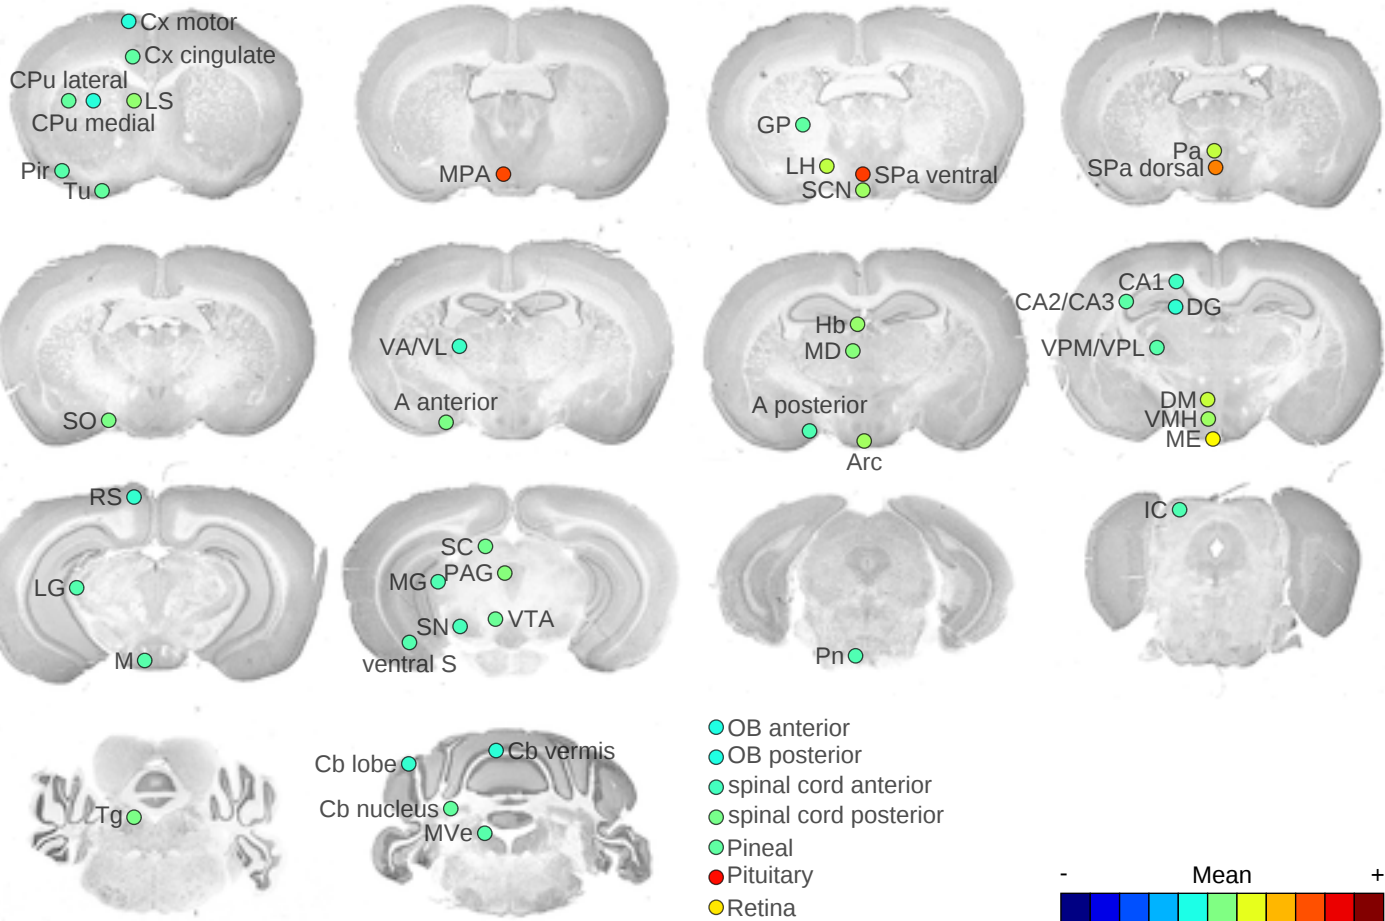 Cx motor
Cx cingulate
CPu lateral
LS
CPu medial
Pir
Tu
MPA
GP
LH
SPa ventral
SCN
Pa
SPa dorsal
SO
VA/VL
A anterior
Hb
MD
A posterior
Arc
CA1
CA2/CA3
DG
VPM/VPL
DM
VMH
ME
RS
LG
M
SC
MG
PAG
SN
VTA
ventral S
Pn
IC
Tg
Cb lobe
Cb vermis
Cb nucleus
MVe
OB anterior
OB posterior
spinal cord anterior
spinal cord posterior
Pineal
Pituitary
Retina
- Mean +